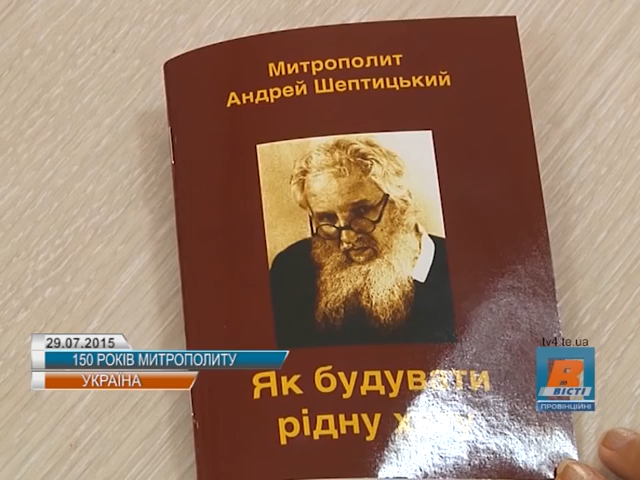 Митрополит
Андрей Шептицький
Як будувати
рідну
29.07.2015
150 РОКІВ МИТРОПОЛИТУ
УКРАЇНА
tv4.te.ua
В
ВІСТІ
ПРОВІНЦІЙНІ